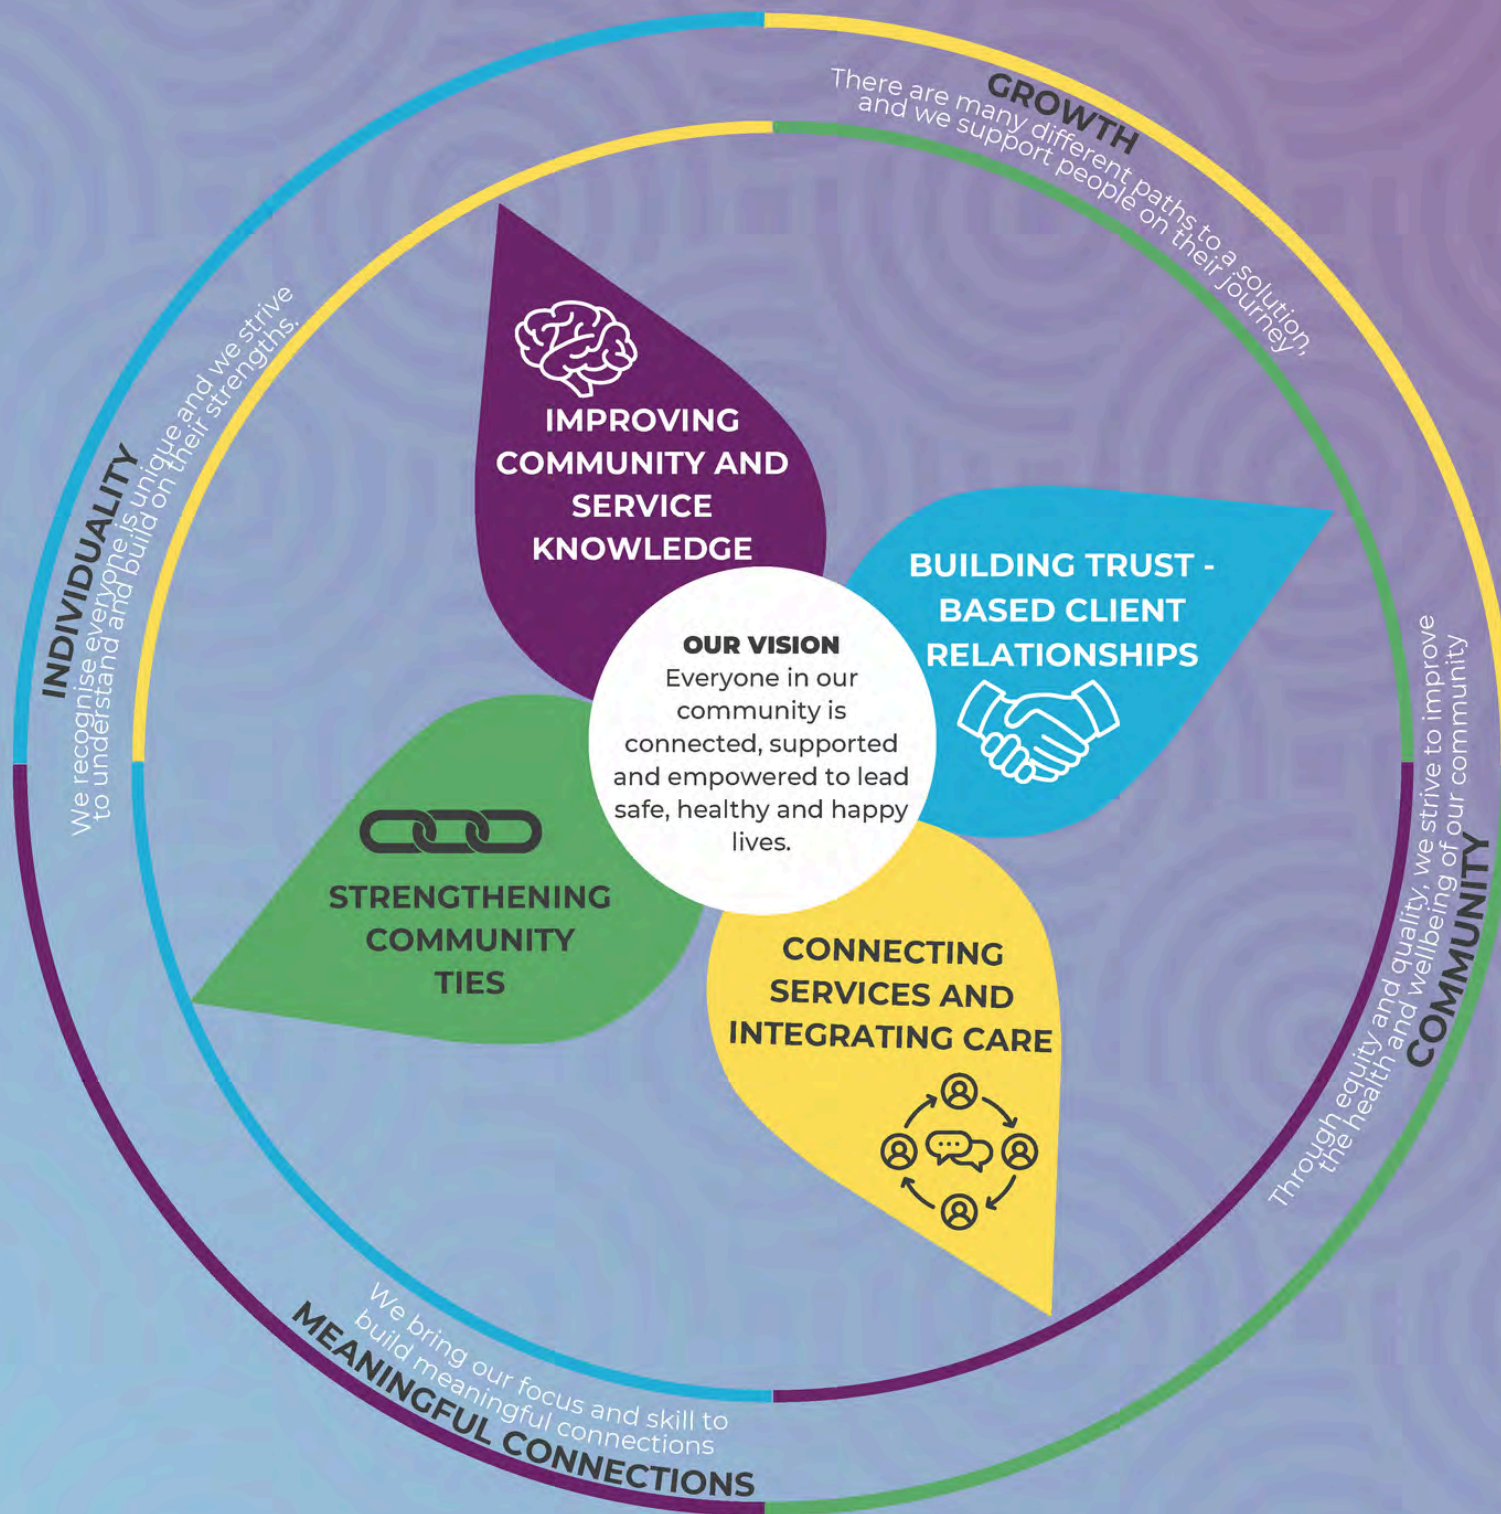 GROWTH
There are many different paths to a solution,
and we support people on their journey
INDIVIDUALITY
We recognise everyone is unique and we strive
to understand and build on their strengths.
IMPROVING
COMMUNITY AND
SERVICE
KNOWLEDGE
BUILDING TRUST -
BASED CLIENT
RELATIONSHIPS
OUR VISION
Everyone in our
community is
connected, supported
and empowered to lead
safe, healthy and happy
lives.
STRENGTHENING
COMMUNITY
TIES
CONNECTING
SERVICES AND
INTEGRATING CARE
Through equity and quality, we strive to improve
the health and wellbeing of our community
COMMUNITY
We bring our focus and skill to
build meaningful connections
MEANINGFUL CONNECTIONS